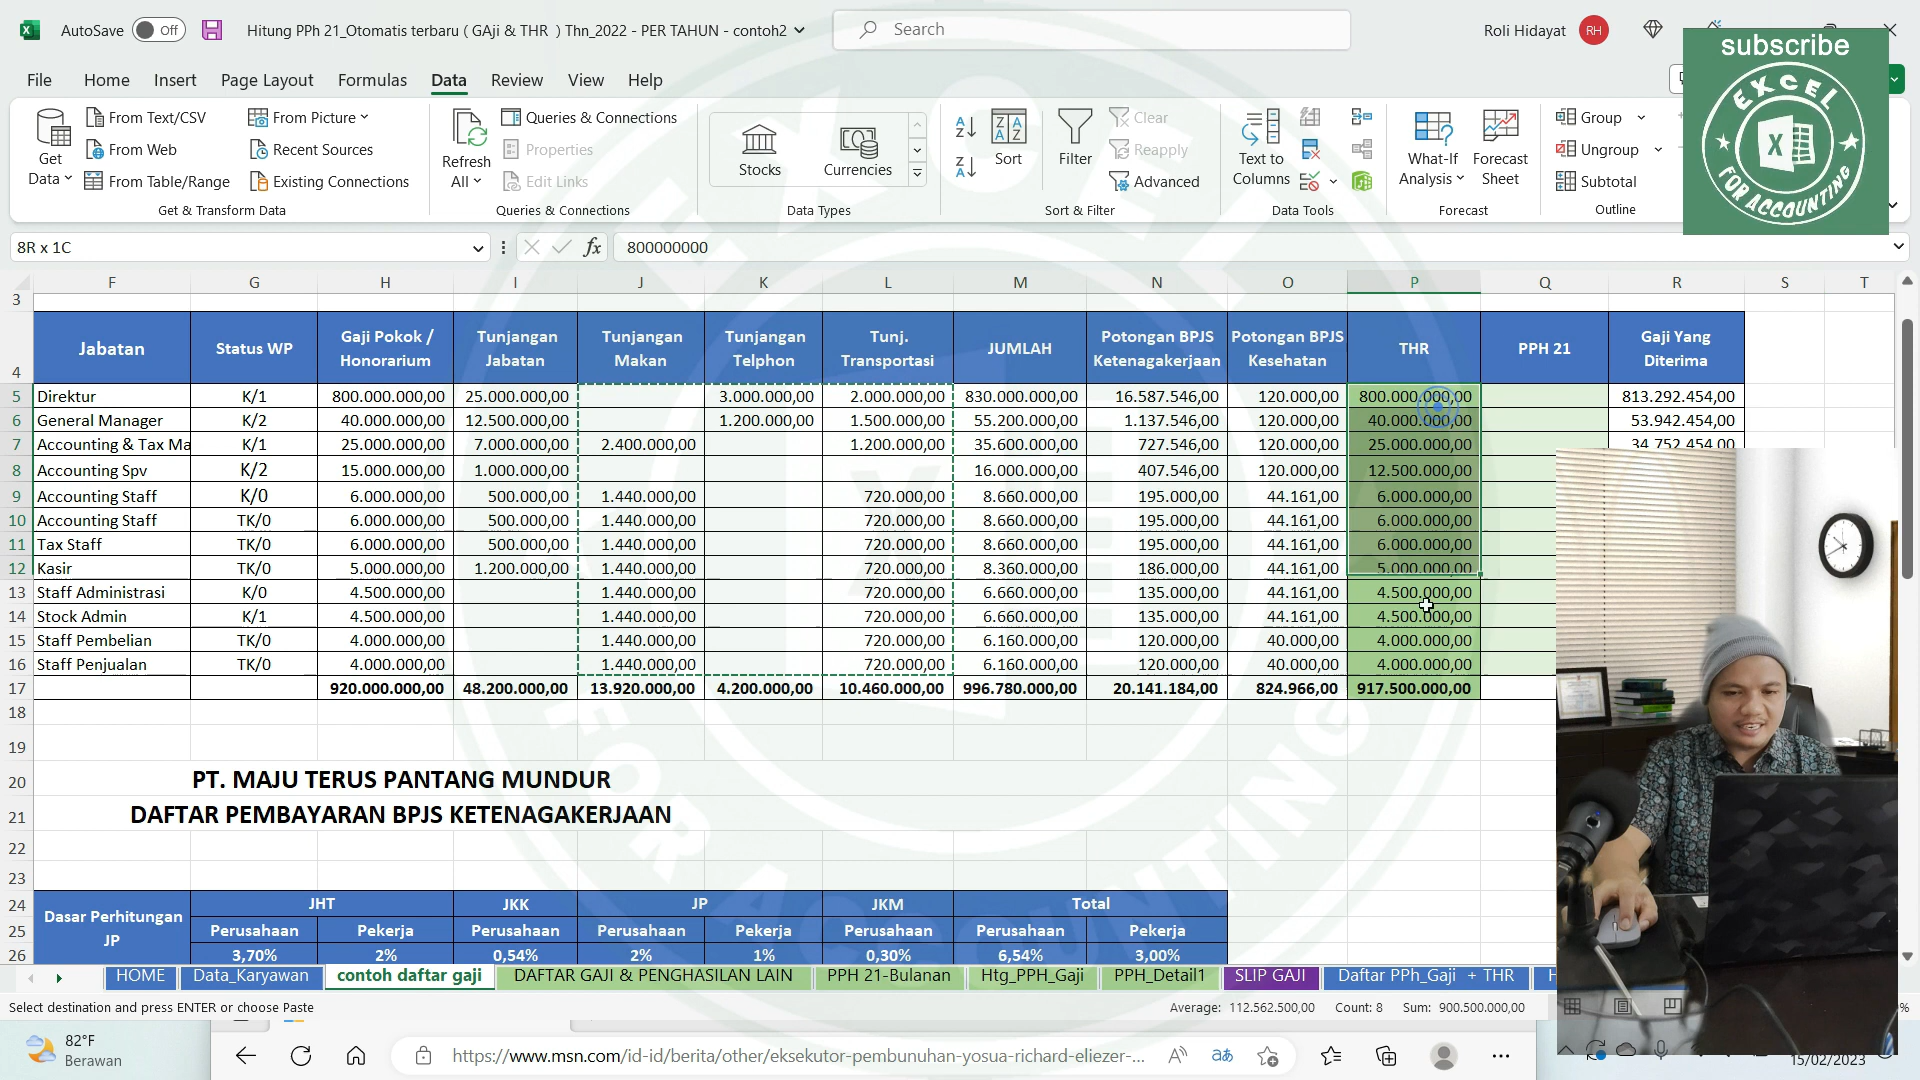 AutoSave Off Hitung PPh 21_Otomatis terbaru ( GAji & THR ) Thn_2022 - PER TAHUN - contoh2 Search Roli Hidayat RH
File Home Insert Page Layout Formulas Data Review View Help
subscribe
EXCEL FOR ACCOUNTING
Get Data From Text/CSV From Picture Refresh All Queries & Connections Stocks Currencies Sort Filter Clear Text to Columns What-If Analysis Forecast Sheet Group
From Web Recent Sources Properties Reapply Ungroup
From Table/Range Existing Connections Edit Links Advanced Subtotal
Get & Transform Data Queries & Connections Data Types Sort & Filter Data Tools Forecast Outline
8R x 1C fx 800000000
F G H I J K L M N O P Q R S T
3
4 Jabatan Status WP Gaji Pokok / Honorarium Tunjangan Jabatan Tunjangan Makan Tunjangan Telphon Tunj. Transportasi JUMLAH Potongan BPJS Ketenagakerjaan Potongan BPJS Kesehatan THR PPH 21 Gaji Yang Diterima
5 Direktur K/1 800.000.000,00 25.000.000,00 3.000.000,00 2.000.000,00 830.000.000,00 16.587.546,00 120.000,00 800.000.000,00 813.292.454,00
6 General Manager K/2 40.000.000,00 12.500.000,00 1.200.000,00 1.500.000,00 55.200.000,00 1.137.546,00 120.000,00 40.000.000,00 53.942.454,00
7 Accounting & Tax Ma K/1 25.000.000,00 7.000.000,00 2.400.000,00 1.200.000,00 35.600.000,00 727.546,00 120.000,00 25.000.000,00 34.752.454,00
8 Accounting Spv K/2 15.000.000,00 1.000.000,00 16.000.000,00 407.546,00 120.000,00 12.500.000,00
9 Accounting Staff K/0 6.000.000,00 500.000,00 1.440.000,00 720.000,00 8.660.000,00 195.000,00 44.161,00 6.000.000,00
10 Accounting Staff TK/0 6.000.000,00 500.000,00 1.440.000,00 720.000,00 8.660.000,00 195.000,00 44.161,00 6.000.000,00
11 Tax Staff TK/0 6.000.000,00 500.000,00 1.440.000,00 720.000,00 8.660.000,00 195.000,00 44.161,00 6.000.000,00
12 Kasir TK/0 5.000.000,00 1.200.000,00 1.440.000,00 720.000,00 8.360.000,00 186.000,00 44.161,00 5.000.000,00
13 Staff Administrasi K/0 4.500.000,00 1.440.000,00 720.000,00 6.660.000,00 135.000,00 44.161,00 4.500.000,00
14 Stock Admin K/1 4.500.000,00 1.440.000,00 720.000,00 6.660.000,00 135.000,00 44.161,00 4.500.000,00
15 Staff Pembelian TK/0 4.000.000,00 1.440.000,00 720.000,00 6.160.000,00 120.000,00 40.000,00 4.000.000,00
16 Staff Penjualan TK/0 4.000.000,00 1.440.000,00 720.000,00 6.160.000,00 120.000,00 40.000,00 4.000.000,00
17 920.000.000,00 48.200.000,00 13.920.000,00 4.200.000,00 10.460.000,00 996.780.000,00 20.141.184,00 824.966,00 917.500.000,00
18
19
20 PT. MAJU TERUS PANTANG MUNDUR
21 DAFTAR PEMBAYARAN BPJS KETENAGAKERJAAN
22
23
24 Dasar Perhitungan JP JHT JKK JP JKM Total
25 Perusahaan Pekerja Perusahaan Perusahaan Pekerja Perusahaan Perusahaan Pekerja
26 3,70% 2% 0,54% 2% 1% 0,30% 6,54% 3,00%
HOME Data_Karyawan contoh daftar gaji DAFTAR GAJI & PENGHASILAN LAIN PPH 21-Bulanan Htg_PPH_Gaji PPH_Detail1 SLIP GAJI Daftar PPh_Gaji + THR H
Select destination and press ENTER or choose Paste Average: 112.562.500,00 Count: 8 Sum: 900.500.000,00
82°F
Berawan
https://www.msn.com/id-id/berita/other/eksekutor-pembunuhan-yosua-richard-eliezer-...
15/02/2023